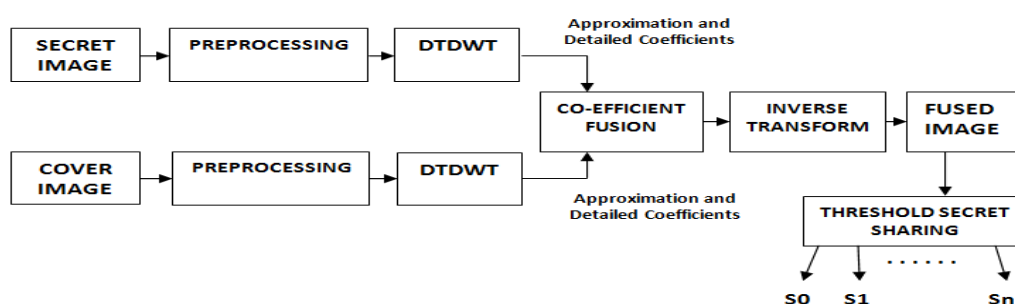 Approximation and
Detailed Coefficients
SECRET
IMAGE
PREPROCESSING
DTDWT
CO-EFFICIENT
FUSION
INVERSE
TRANSFORM
FUSED
IMAGE
COVER
IMAGE
PREPROCESSING
DTDWT
Approximation and
Detailed Coefficients
THRESHOLD SECRET
SHARING
. . . . . .
S0 S1 Sn